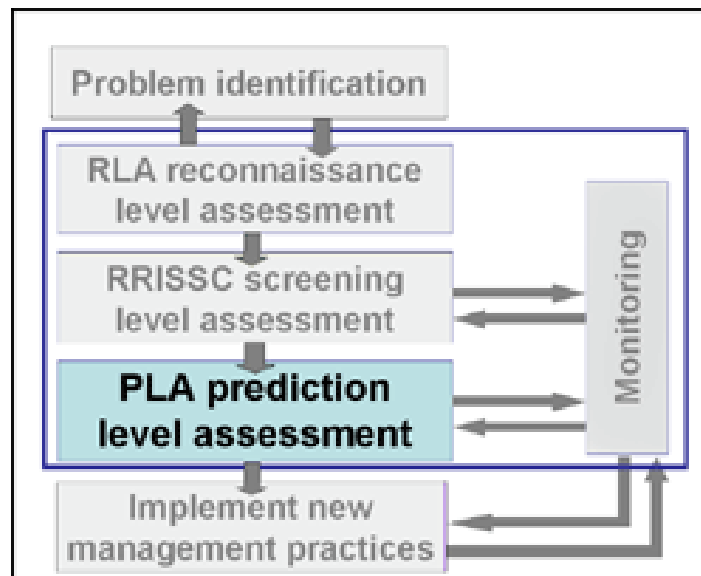 Problem identification
RLA reconnaissance
level assessment
RRISSC screening
level assessment
PLA prediction
level assessment
Implement new
management practices
Monitoring